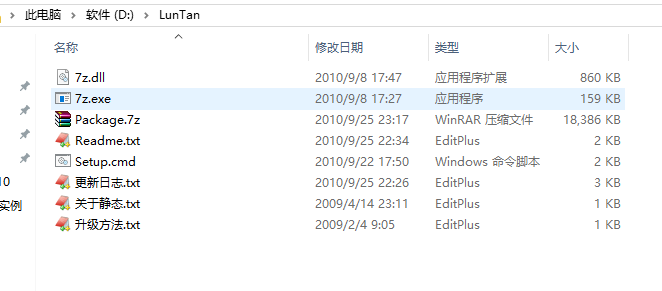 此电脑 > 软件 (D:) > LunTan
名称 修改日期 类型 大小
7z.dll 2010/9/8 17:47 应用程序扩展 860 KB
7z.exe 2010/9/8 17:27 应用程序 159 KB
Package.7z 2010/9/25 23:17 WinRAR 压缩文件 18,386 KB
Readme.txt 2010/9/25 22:34 EditPlus 2 KB
Setup.cmd 2010/9/22 17:50 Windows 命令脚本 2 KB
10 更新日志.txt 2010/9/25 22:26 EditPlus 3 KB
实例 关于静态.txt 2009/4/14 23:11 EditPlus 1 KB
升级方法.txt 2009/2/4 9:05 EditPlus 1 KB